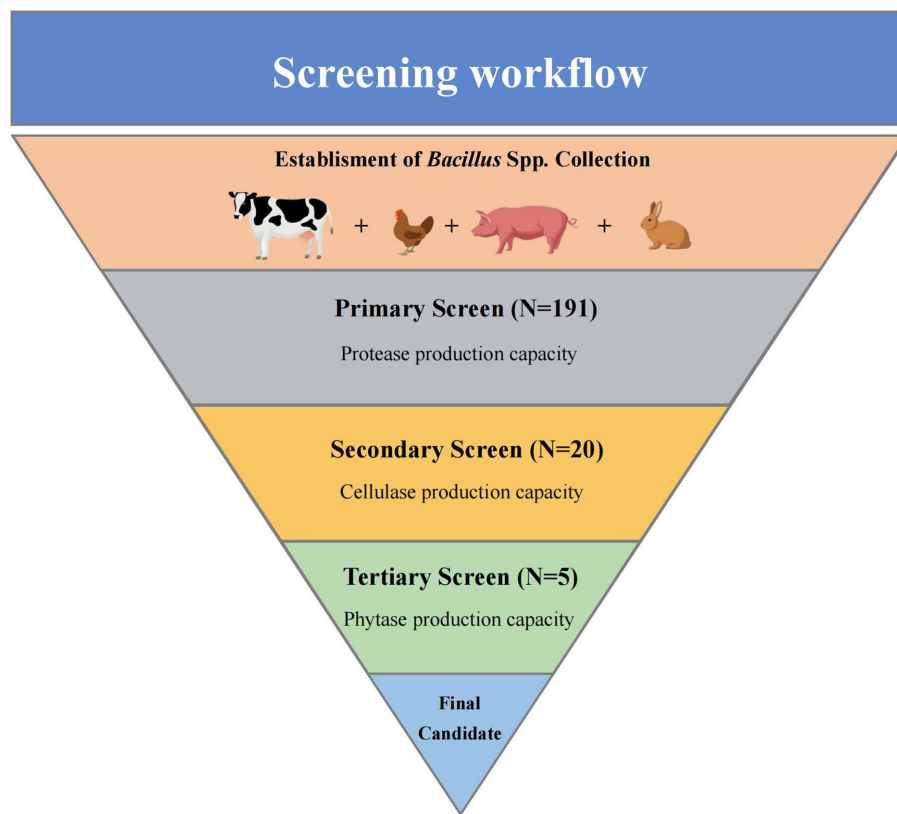 Screening workflow
Establisment of Bacillus Spp. Collection
+ + +
Primary Screen (N=191)
Protease production capacity
Secondary Screen (N=20)
Cellulase production capacity
Tertiary Screen (N=5)
Phytase production capacity
Final
Candidate